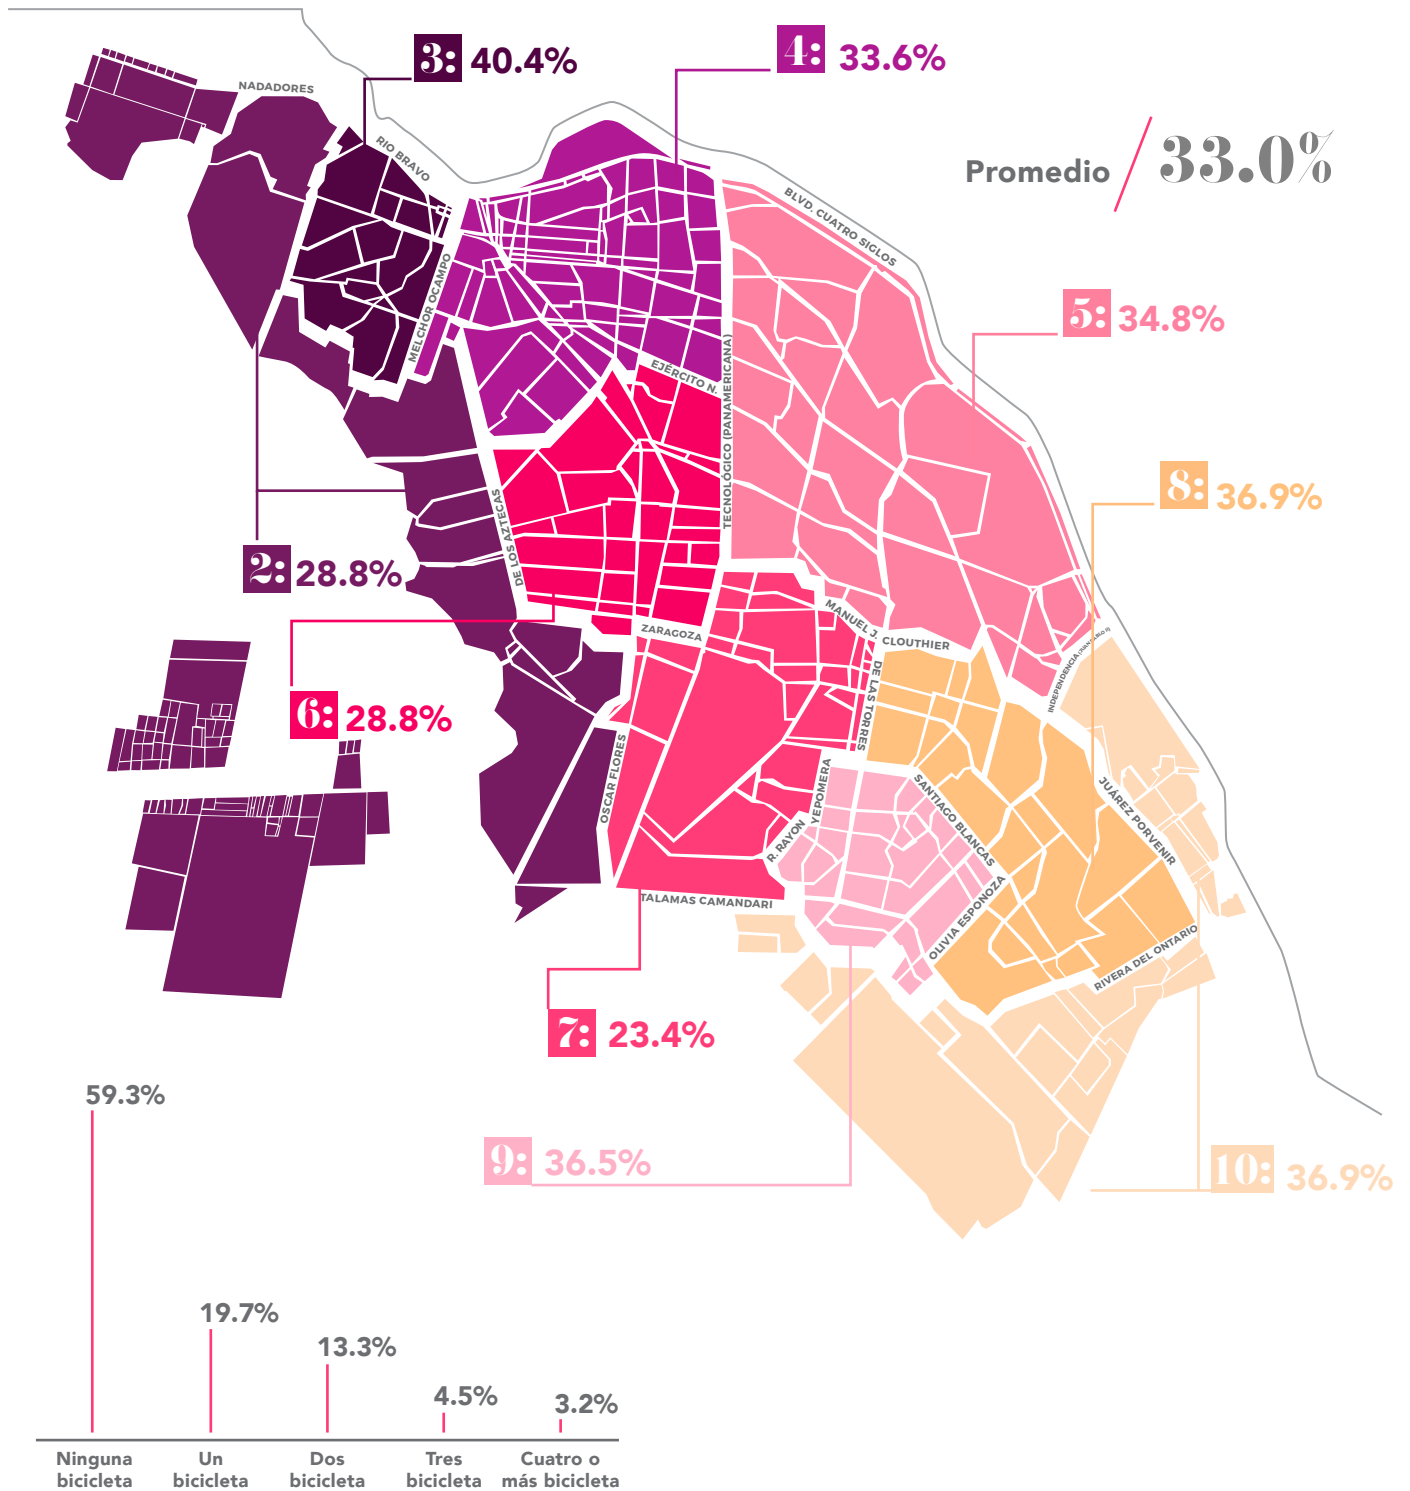 3: 40.4%
4: 33.6%
NADADORES
RIO BRAVO
Promedio / 33.0%
BLVD. CUATRO SIGLOS
MELCHOR OCAMPO
5: 34.8%
EJÉRCITO N.
TECNOLÓGICO (PANAMERICANA)
8: 36.9%
DE LOS AZTECAS
2: 28.8%
MANUEL J. CLOUTHIER
ZARAGOZA
INDEPENDENCIA (JUAN PABLO II)
DE LAS TORRES
6: 28.8%
OSCAR FLORES
YEPOMERA
SANTIAGO BLANCAS
JUÁREZ PORVENIR
R. RAYON
OLIVIA ESPONOZA
TALAMAS CAMANDARI
RIVERA DEL ONTARIO
7: 23.4%
9: 36.5%
10: 36.9%
59.3%
19.7%
13.3%
4.5%
3.2%
Ninguna bicicleta
Un bicicleta
Dos bicicleta
Tres bicicleta
Cuatro o más bicicleta